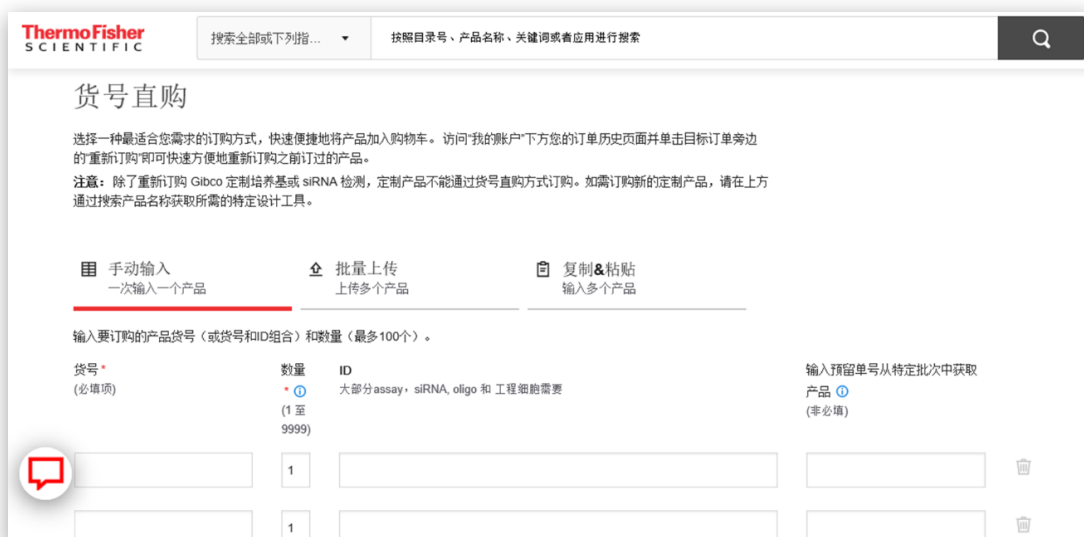 ThermoFisher
SCIENTIFIC
搜索全部或下列指...
按照目录号、产品名称、关键词或者应用进行搜索
货号直购
选择一种最适合您需求的订购方式，快速便捷地将产品加入购物车。 访问“我的账户”下方您的订单历史页面并单击目标订单旁边
的“重新订购”即可快速方便地重新订购之前订过的产品。
注意：除了重新订购 Gibco 定制培养基或 siRNA 检测，定制产品不能通过货号直购方式订购。如需订购新的定制产品，请在上方
通过搜索产品名称获取所需的特定设计工具。
手动输入
一次输入一个产品
批量上传
上传多个产品
复制&粘贴
输入多个产品
输入要订购的产品货号（或货号和ID组合）和数量（最多100个）。
货号*
(必填项)
数量
*
(1 至
9999)
ID
大部分assay，siRNA, oligo 和 工程细胞需要
输入预留单号从特定批次中获取
产品
(非必填)
1
1